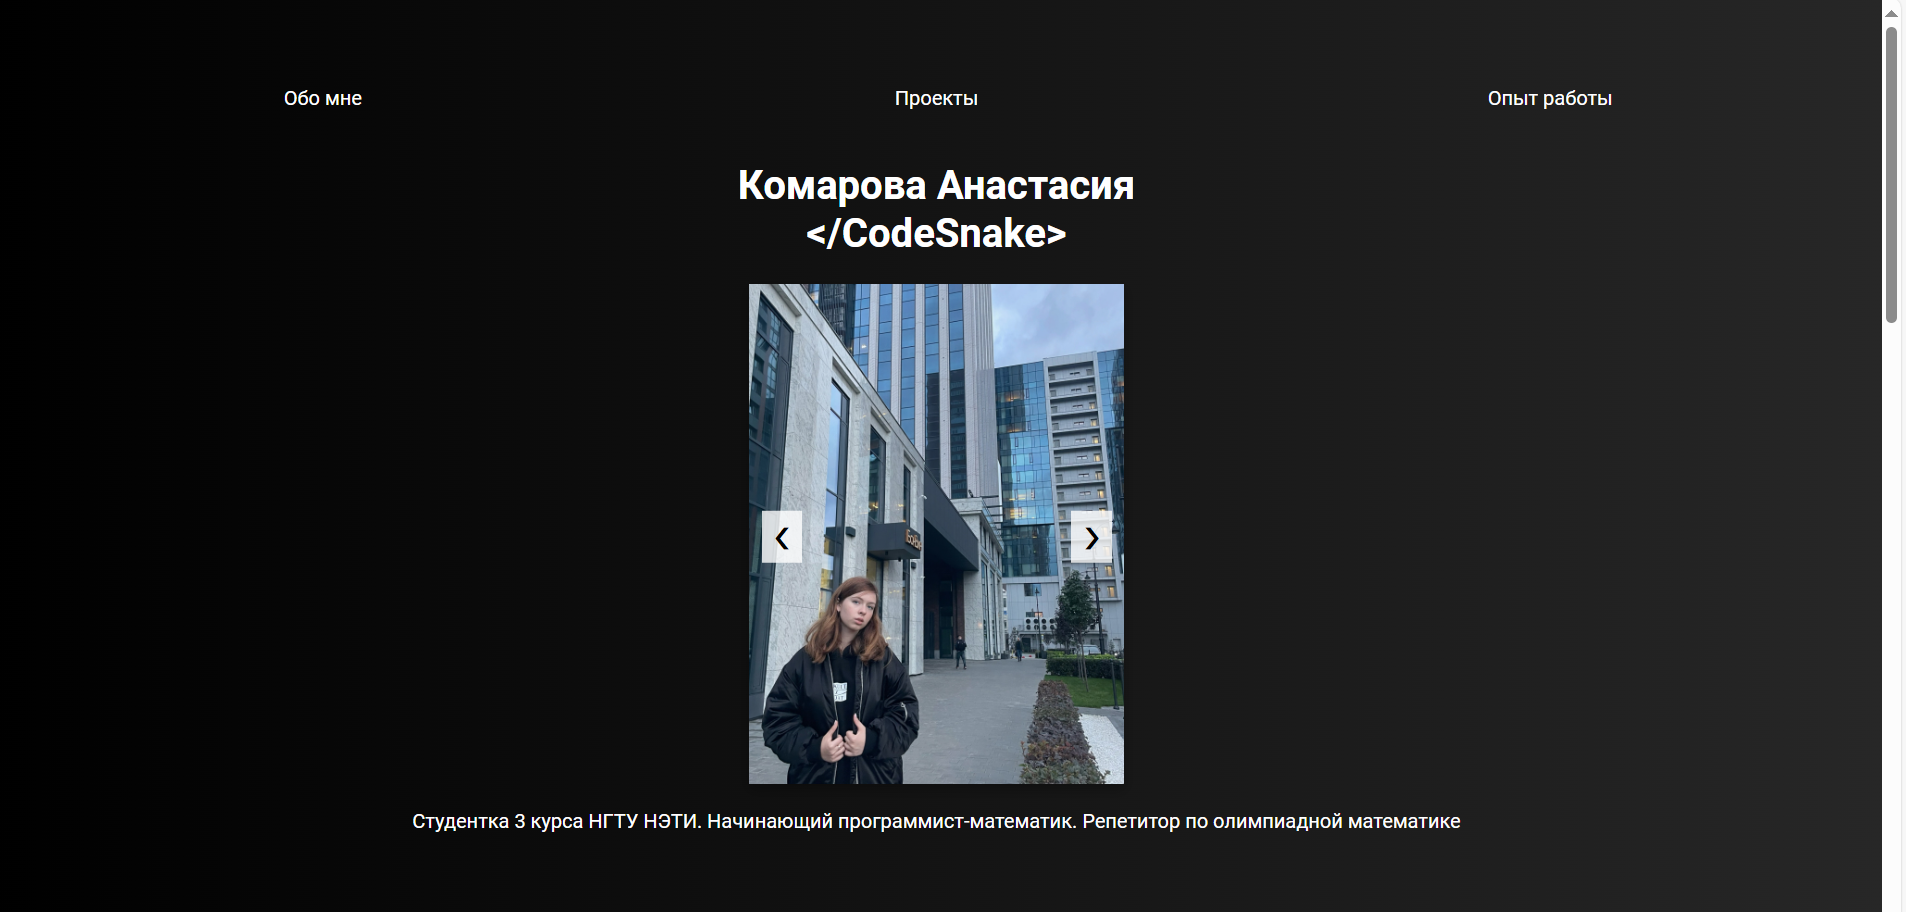 Обо мне
Проекты
Опыт работы
Комарова Анастасия
</CodeSnake>
Студентка 3 курса НГТУ НЭТИ. Начинающий программист-математик. Репетитор по олимпиадной математике